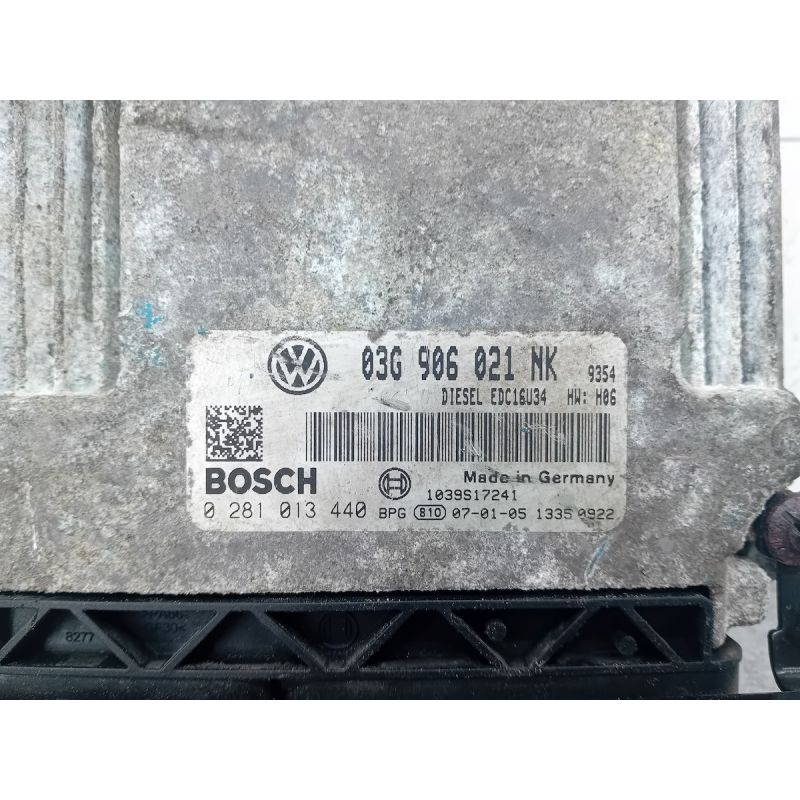 03G 906 021 NK 9354
DIESEL EDC16U34 HW: H06
BOSCH Made in Germany
1039S17241
0 281 013 440 BPG 810 07-01-05 1335 0922
8277